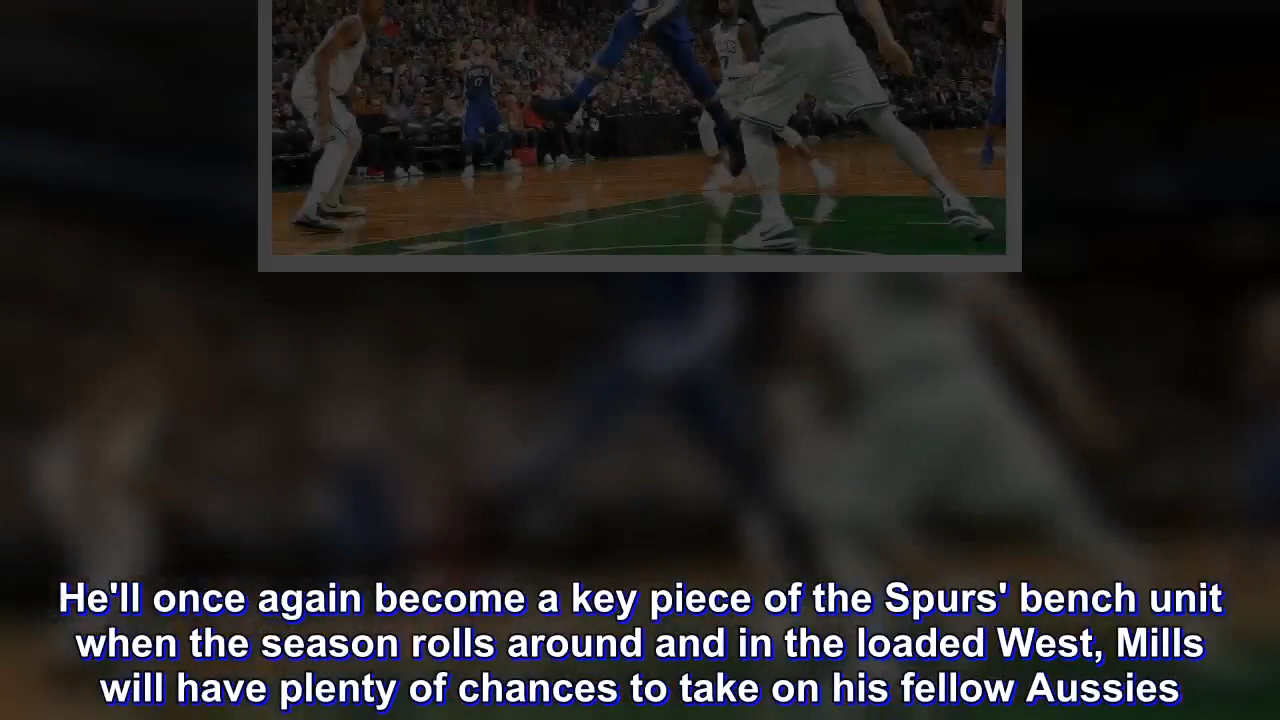 He'll once again become a key piece of the Spurs' bench unit
when the season rolls around and in the loaded West, Mills
will have plenty of chances to take on his fellow Aussies